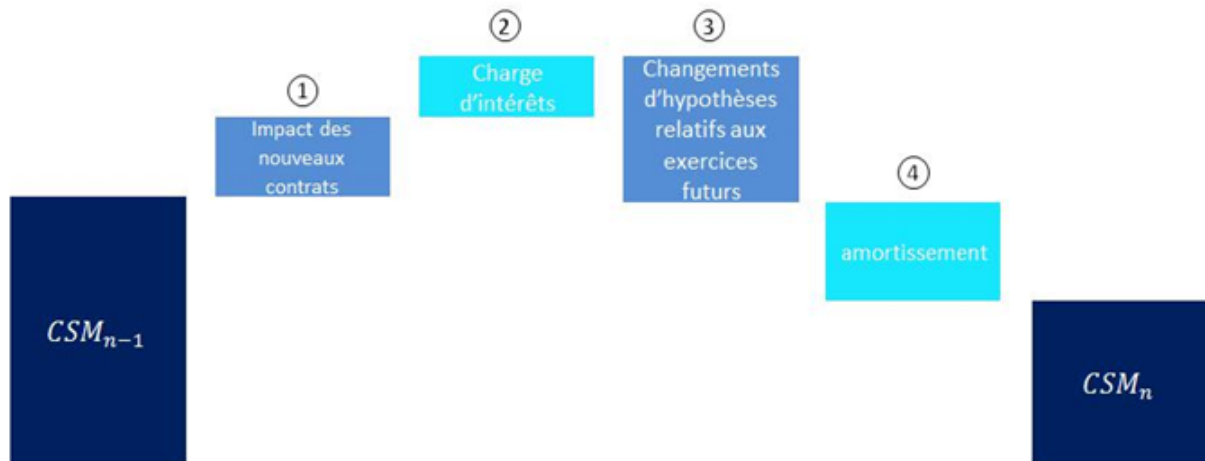 ①
Impact des
nouveaux
contrats
②
Charge
d'intérêts
③
Changements
d'hypothèses
relatifs aux
exercices
futurs
④
amortissement
CSMₙ₋₁
CSMₙ